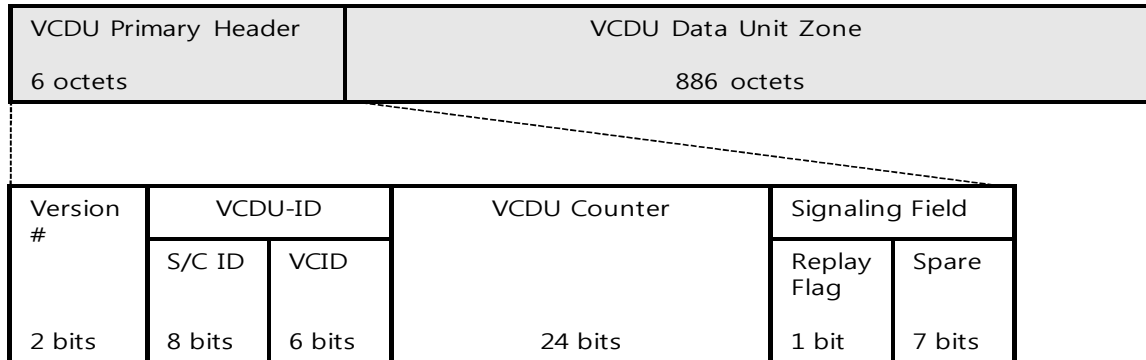 VCDU Primary Header
6 octets
VCDU Data Unit Zone
886 octets
Version
#
2 bits
VCDU-ID
S/C ID
8 bits
VCID
6 bits
VCDU Counter
24 bits
Signaling Field
Replay
Flag
1 bit
Spare
7 bits